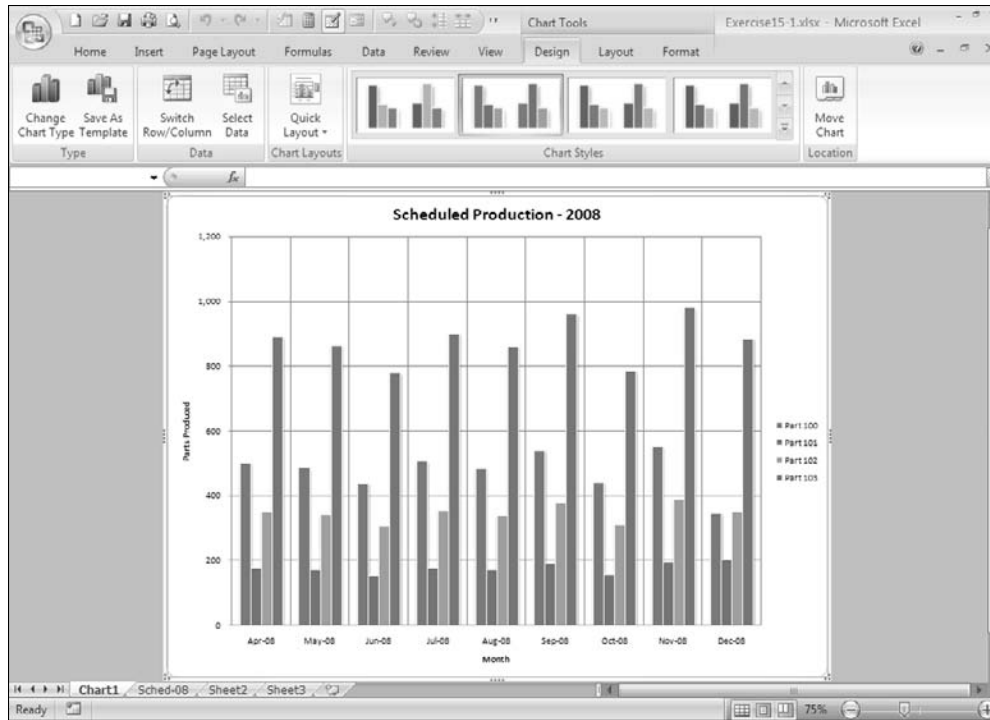 Chart Tools
Exercise15-1.xlsx - Microsoft Excel
Home Insert Page Layout Formulas Data Review View Design Layout Format
Change Chart Type
Save As Template
Switch Row/Column
Select Data
Quick Layout
Move Chart
Type
Data
Chart Layouts
Chart Styles
Location
fx
Scheduled Production - 2008
1,200
1,000
800
600
400
200
0
Parts Produced
Part 100
Part 101
Part 102
Part 103
Apr-08 May-08 Jun-08 Jul-08 Aug-08 Sep-08 Oct-08 Nov-08 Dec-08
Month
Chart1 Sched-08 Sheet2 Sheet3
Ready
75%